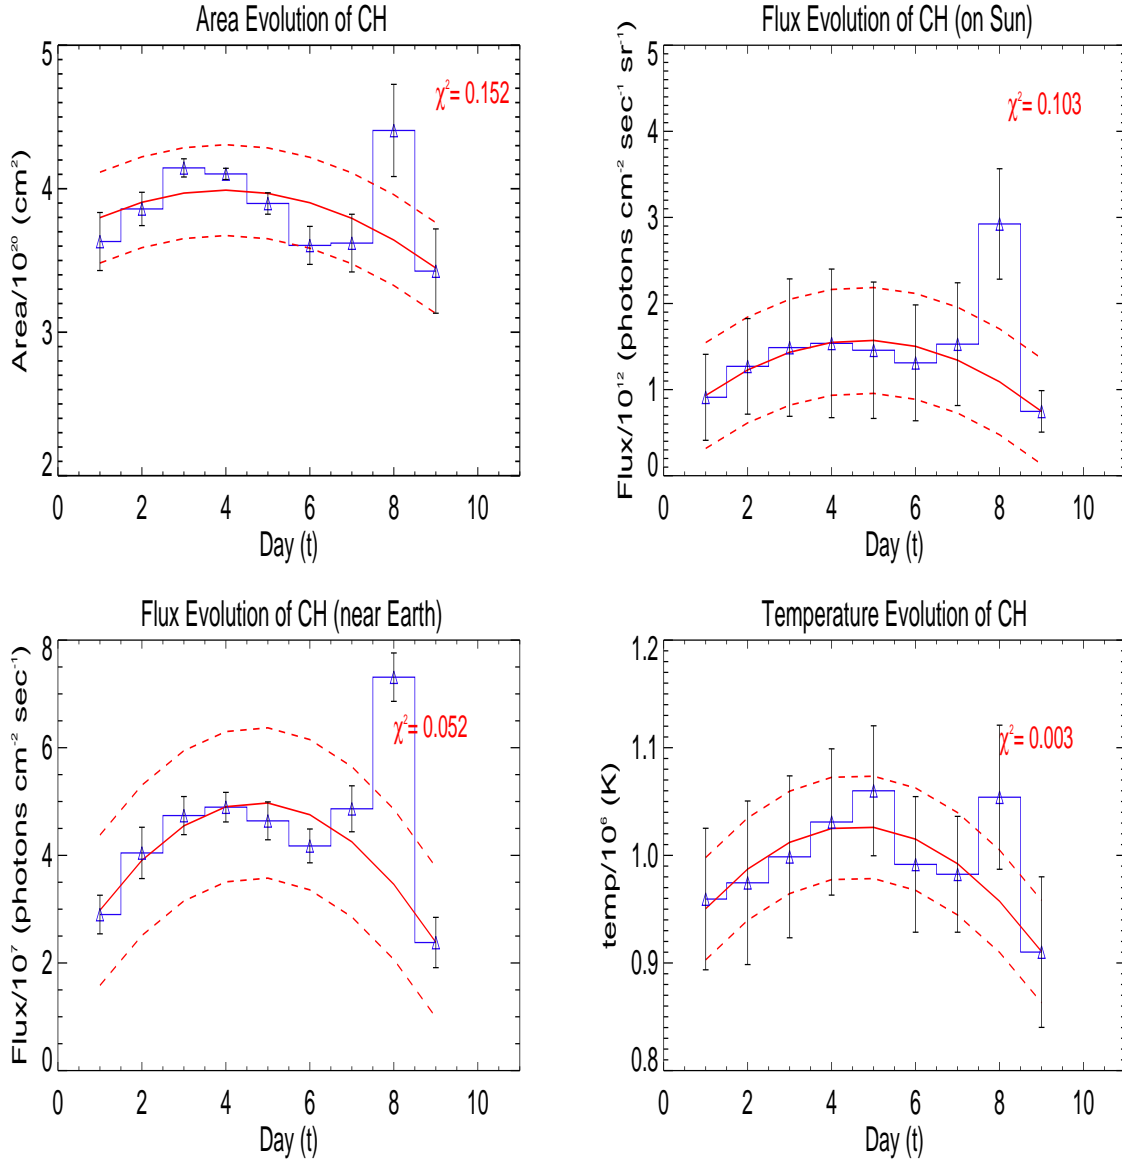 Area Evolution of CH
5
4
3
2
Area/10²⁰ (cm²)
χ²= 0.152
0 2 4 6 8 10
Day (t)
Flux Evolution of CH (on Sun)
5
4
3
2
1
0
Flux/10¹² (photons cm⁻² sec⁻¹ sr⁻¹)
χ²= 0.103
0 2 4 6 8 10
Day (t)
Flux Evolution of CH (near Earth)
8
6
4
2
0
Flux/10⁷ (photons cm⁻² sec⁻¹)
χ²= 0.052
0 2 4 6 8 10
Day (t)
Temperature Evolution of CH
1.2
1.1
1.0
0.9
0.8
temp/10⁶ (K)
χ²= 0.003
0 2 4 6 8 10
Day (t)